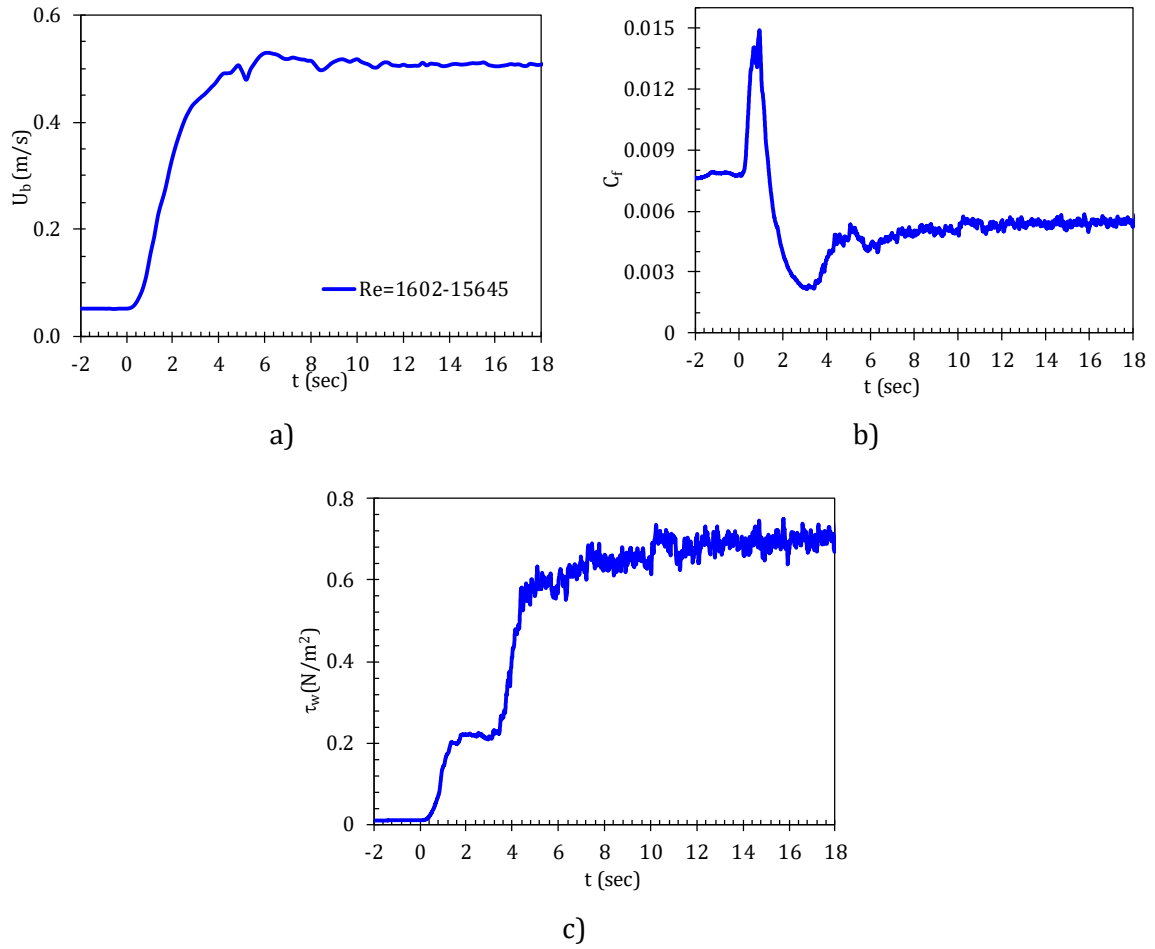 0.6
0.4
0.2
0.0
U_b (m/s)
Re=1602-15645
-2 0 2 4 6 8 10 12 14 16 18
t (sec)
a)
0.015
0.012
0.009
0.006
0.003
0
C_f
-2 0 2 4 6 8 10 12 14 16 18
t (sec)
b)
0.8
0.6
0.4
0.2
0
τ_w(N/m²)
-2 0 2 4 6 8 10 12 14 16 18
t (sec)
c)